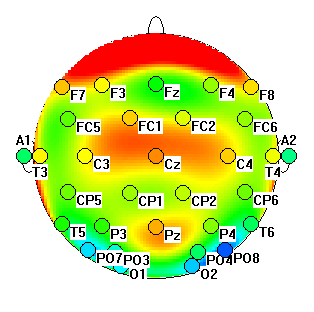 F7 F3 Fz F4 F8
FC5 FC1 FC2 FC6
A1 A2
T3 C3 Cz C4 T4
CP5 CP1 CP2 CP6
T5 P3 Pz P4 T6
PO7 PO3 PO4 PO8
O1 O2